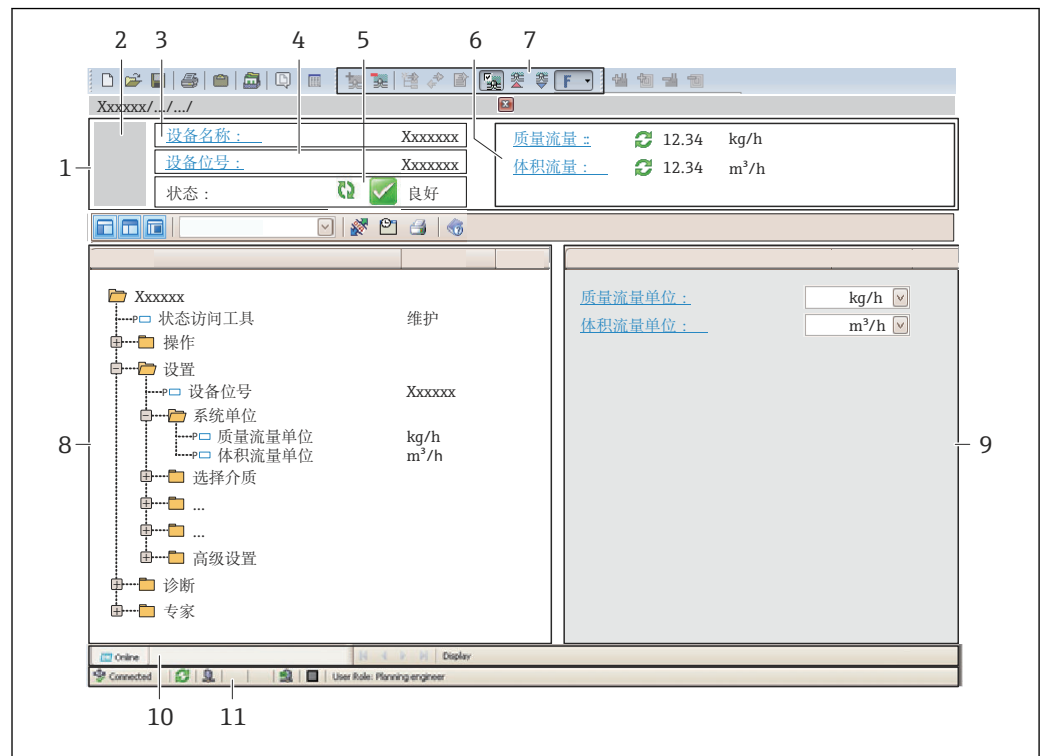 2 3 4 5 6 7
F
Xxxxxx/.../.../
1
设备名称： Xxxxxxx
设备位号： Xxxxxxx
状态： 良好
质量流量:: 12.34 kg/h
体积流量： 12.34 m³/h
Xxxxxx
P 状态访问工具 维护
操作
设置
P 设备位号 Xxxxxx
系统单位
P 质量流量单位 kg/h
P 体积流量单位 m³/h
选择介质
...
...
高级设置
诊断
专家
8
质量流量单位： kg/h
体积流量单位： m³/h
9
Online Display
Connected User Role: Planning engineer
10 11